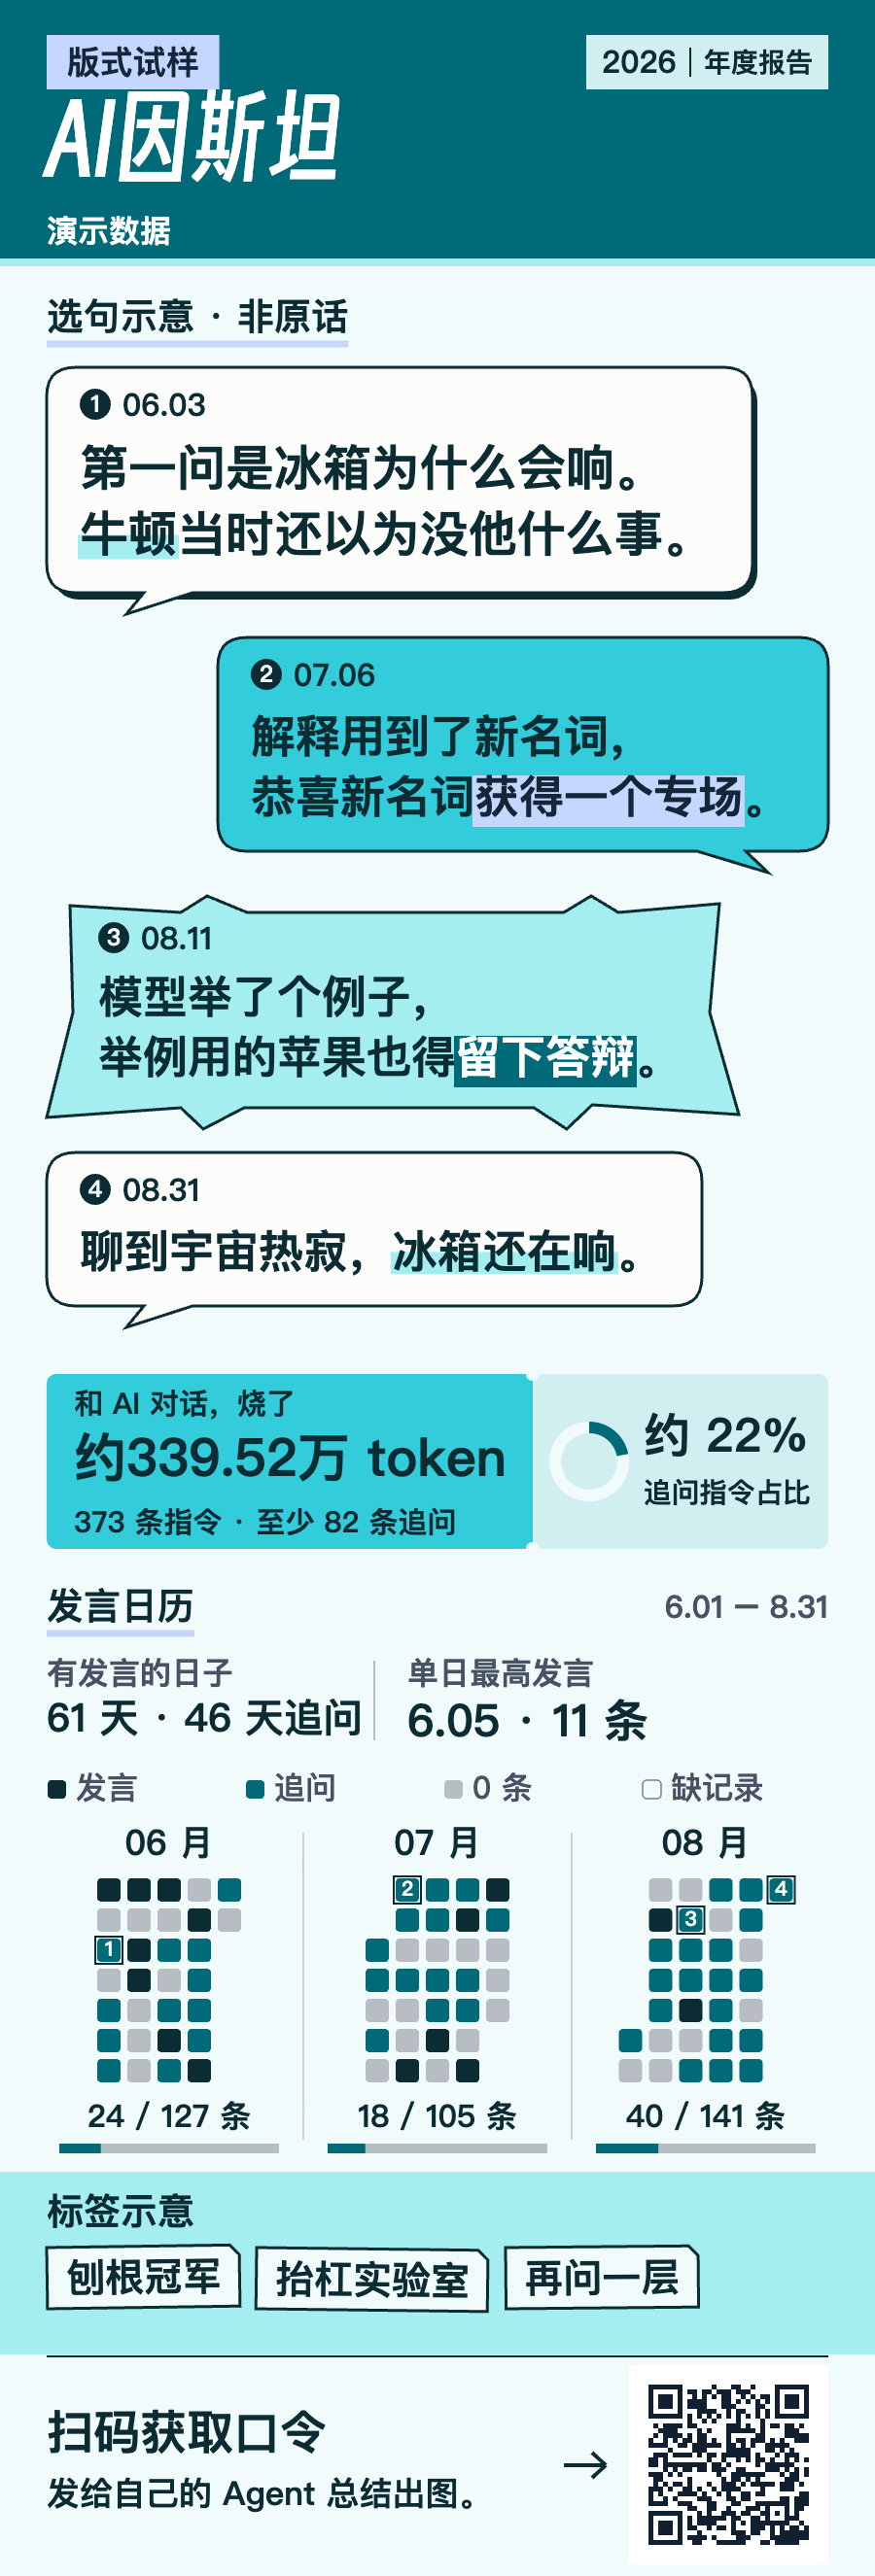 版式试样
2026｜年度报告
AI因斯坦
演示数据
选句示意 · 非原话
1 06.03
第一问是冰箱为什么会响。
牛顿当时还以为没他什么事。
2 07.06
解释用到了新名词，
恭喜新名词获得一个专场。
3 08.11
模型举了个例子，
举例用的苹果也得留下答辩。
4 08.31
聊到宇宙热寂，冰箱还在响。
和 AI 对话，烧了
约339.52万 token
373 条指令 · 至少 82 条追问
约 22%
追问指令占比
发言日历
6.01 — 8.31
有发言的日子
61 天 · 46 天追问
单日最高发言
6.05 · 11 条
发言 追问 0 条 缺记录
06 月
1
24 / 127 条
07 月
2
18 / 105 条
08 月
4
3
40 / 141 条
标签示意
刨根冠军
抬杠实验室
再问一层
扫码获取口令
发给自己的 Agent 总结出图。